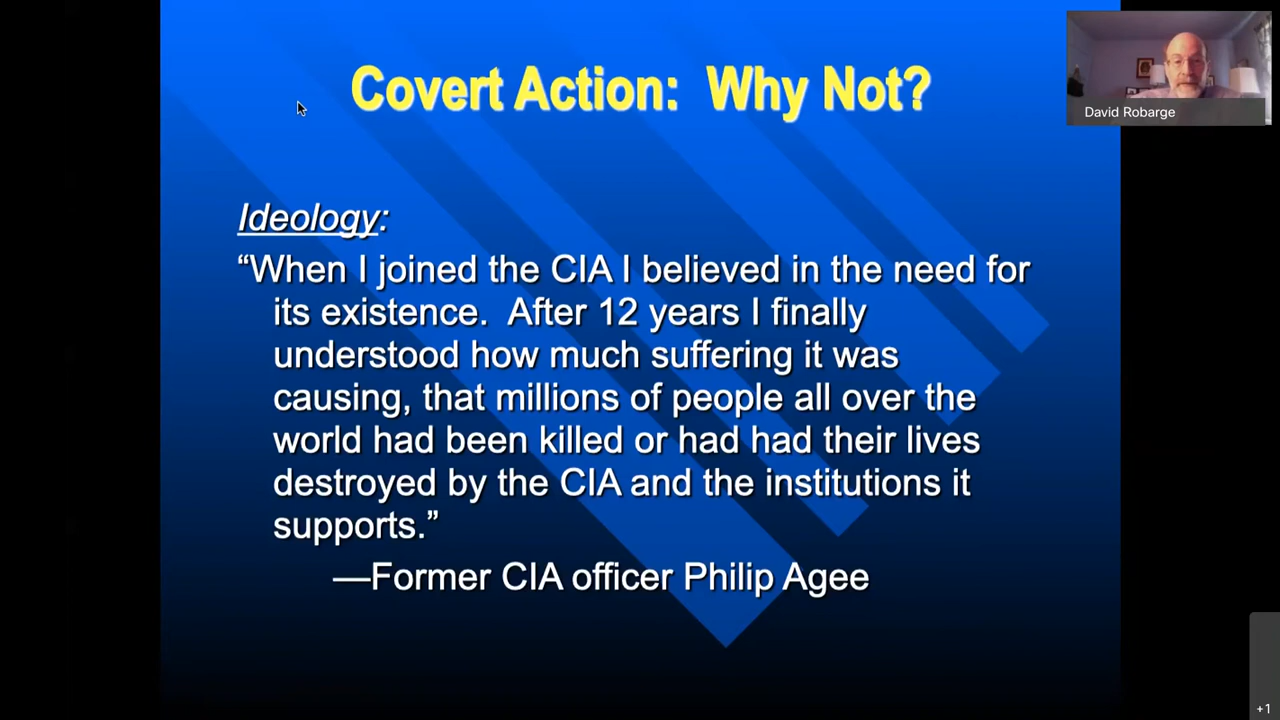 Covert Action: Why Not?
David Robarge
Ideology:
“When I joined the CIA I believed in the need for
its existence. After 12 years I finally
understood how much suffering it was
causing, that millions of people all over the
world had been killed or had had their lives
destroyed by the CIA and the institutions it
supports.”
—Former CIA officer Philip Agee
+1